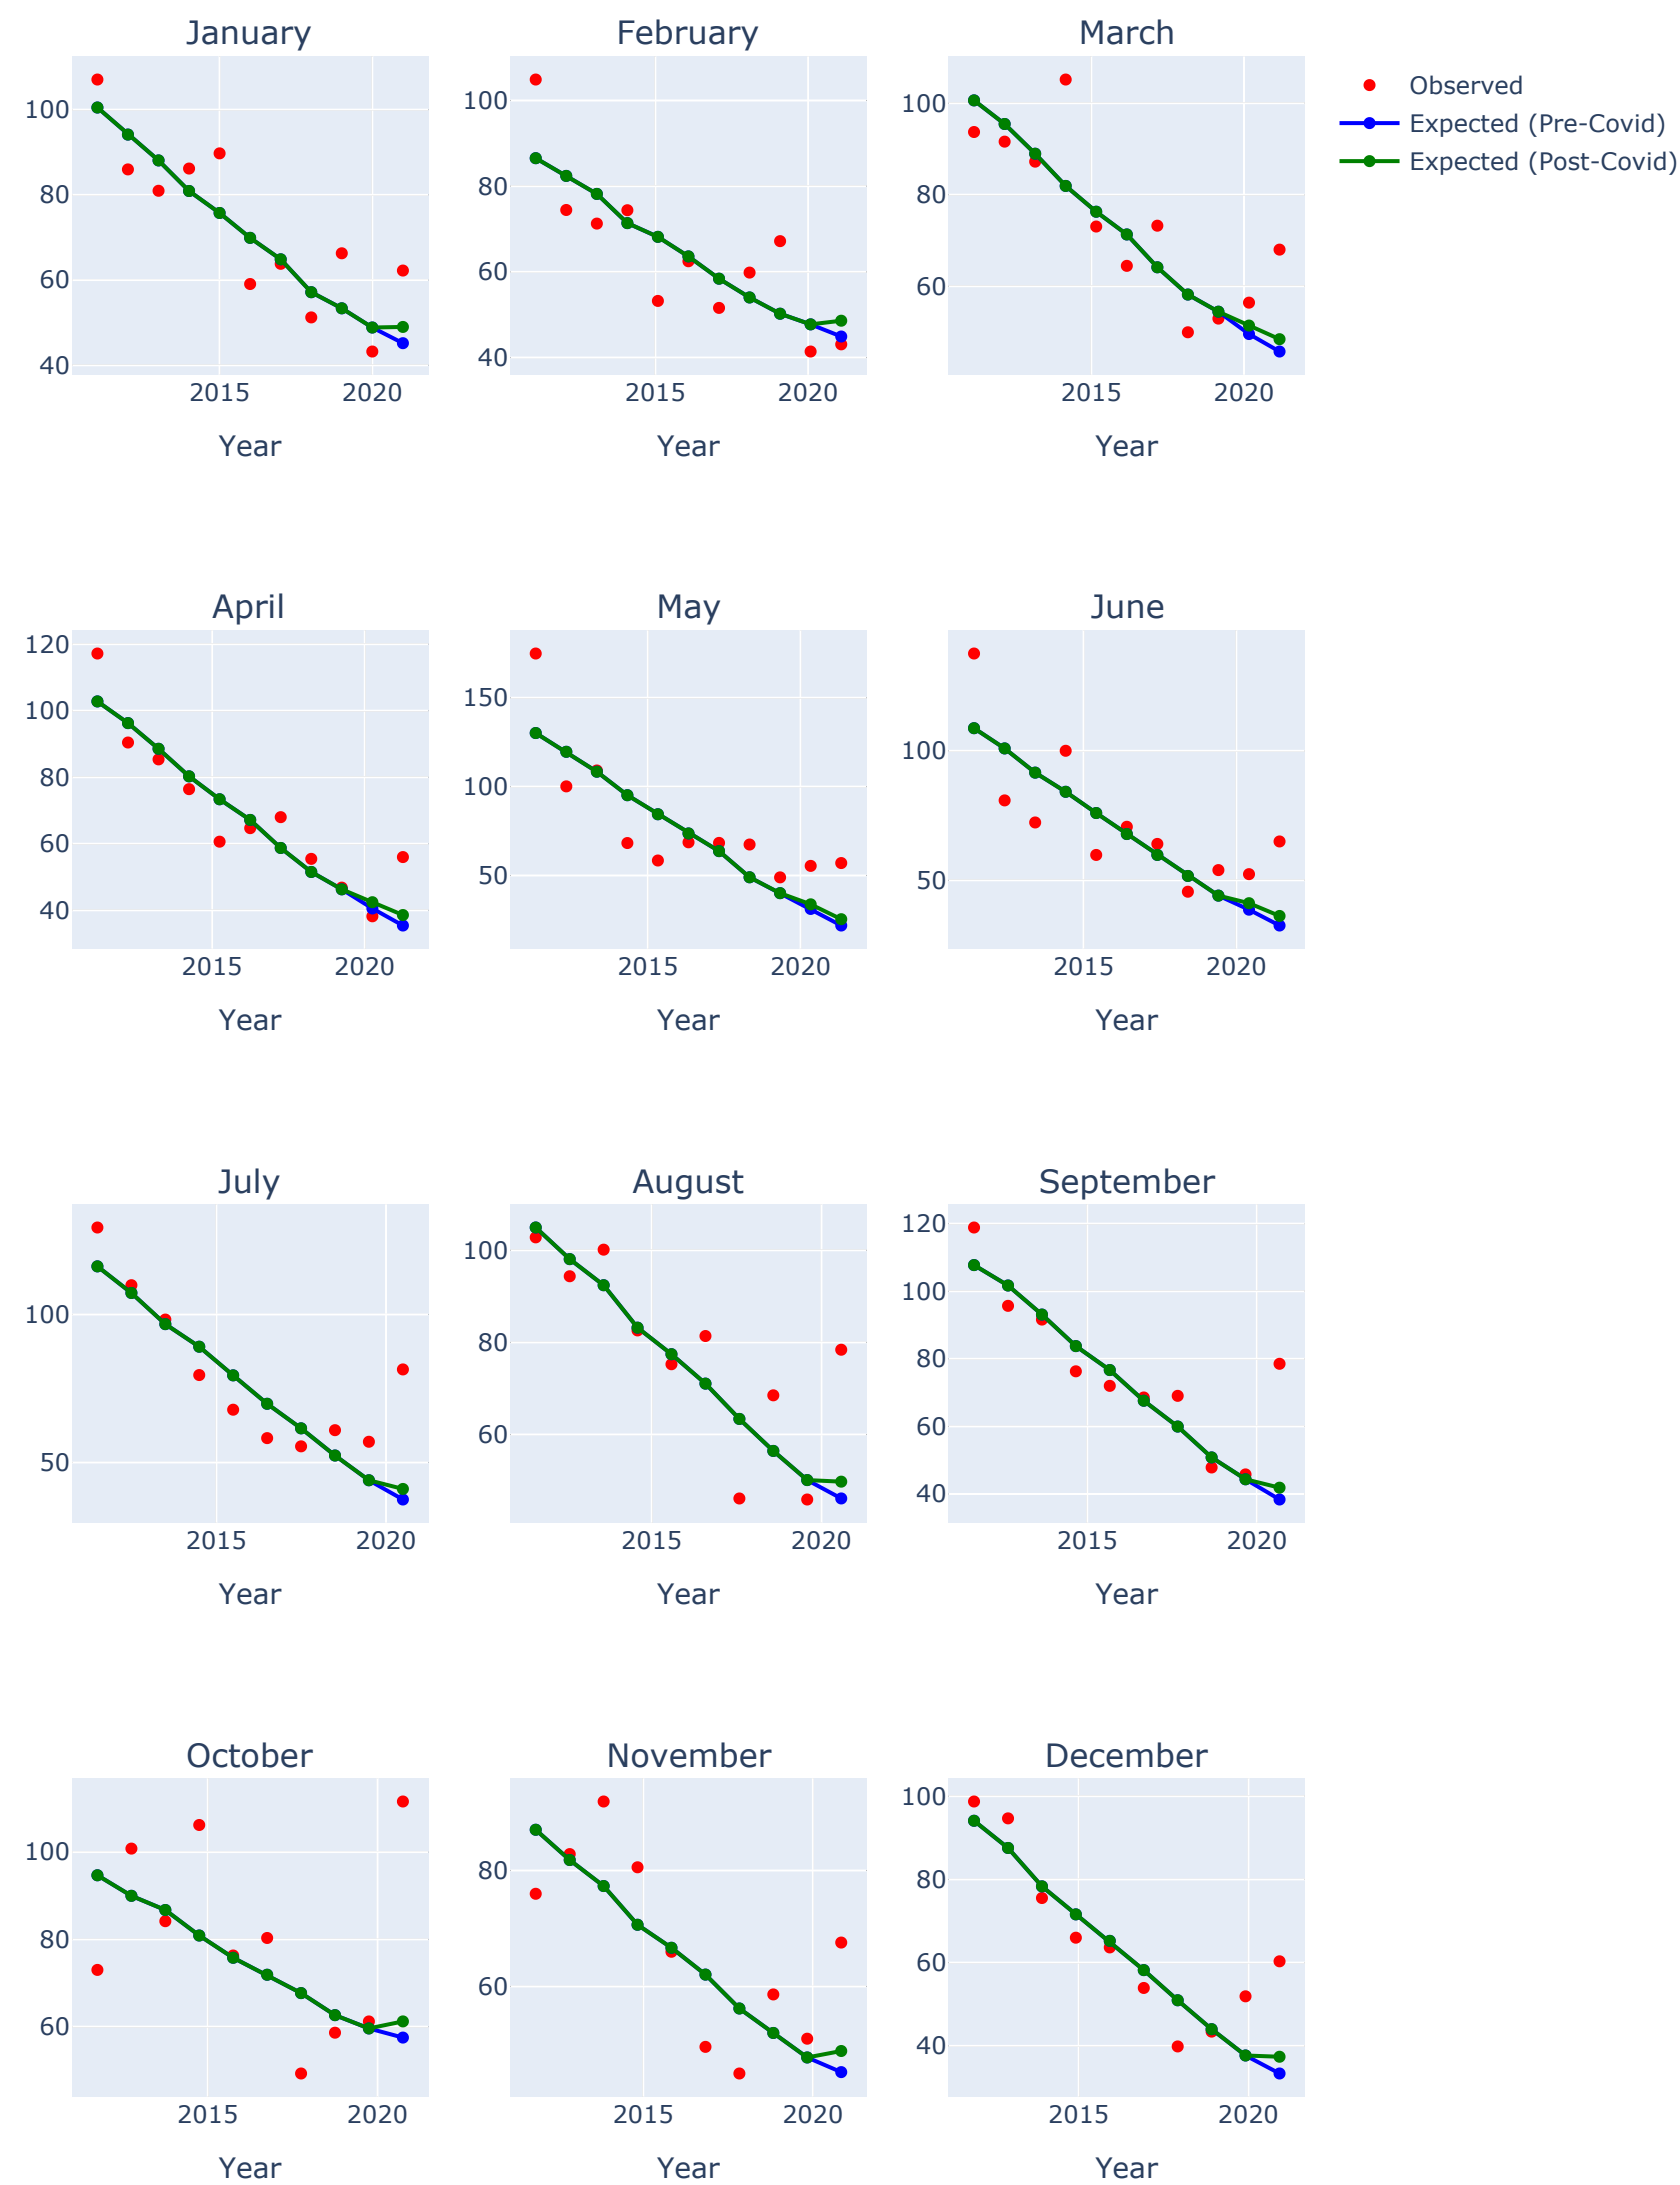 January
February
March
Observed
Expected (Pre-Covid)
Expected (Post-Covid)
100
80
60
40
2015
2020
Year
100
80
60
40
2015
2020
Year
100
80
60
2015
2020
Year
April
May
June
120
100
80
60
40
2015
2020
Year
150
100
50
2015
2020
Year
100
50
2015
2020
Year
July
August
September
100
50
2015
2020
Year
100
80
60
2015
2020
Year
120
100
80
60
40
2015
2020
Year
October
November
December
100
80
60
2015
2020
Year
80
60
2015
2020
Year
100
80
60
40
2015
2020
Year